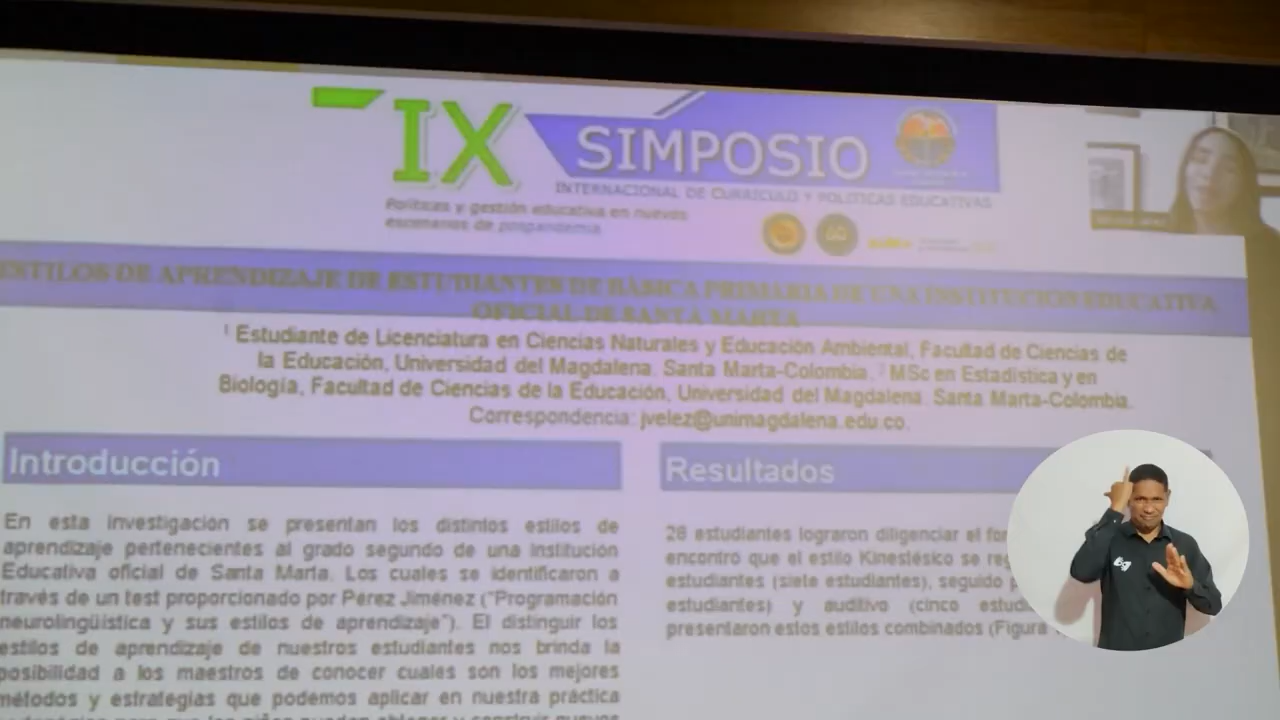 IX SIMPOSIO
INTERNACIONAL DE CURRÍCULO Y POLÍTICAS EDUCATIVAS
Políticas y gestión educativa en nuevos
escenarios de pospandemia
ESTILOS DE APRENDIZAJE DE ESTUDIANTES DE BÁSICA PRIMARIA DE UNA INSTITUCIÓN EDUCATIVA
OFICIAL DE SANTA MARTA
¹ Estudiante de Licenciatura en Ciencias Naturales y Educación Ambiental, Facultad de Ciencias de
la Educación, Universidad del Magdalena, Santa Marta-Colombia, ² MSc en Estadística y en
Biología, Facultad de Ciencias de la Educación, Universidad del Magdalena, Santa Marta-Colombia.
Correspondencia: jvelez@unimagdalena.edu.co.
Introducción
En esta investigación se presentan los distintos estilos de
aprendizaje pertenecientes al grado segundo de una Institución
Educativa oficial de Santa Marta. Los cuales se identificaron a
través de un test proporcionado por Pérez Jiménez ("Programación
neurolingüística y sus estilos de aprendizaje"). El distinguir los
estilos de aprendizaje de nuestros estudiantes nos brinda la
posibilidad a los maestros de conocer cuales son los mejores
métodos y estrategias que podemos aplicar en nuestra práctica
Resultados
28 estudiantes lograron diligenciar el for
encontró que el estilo Kinestésico se reg
estudiantes (siete estudiantes), seguido p
estudiantes) y auditivo (cinco estud
presentaron estos estilos combinados (Figura